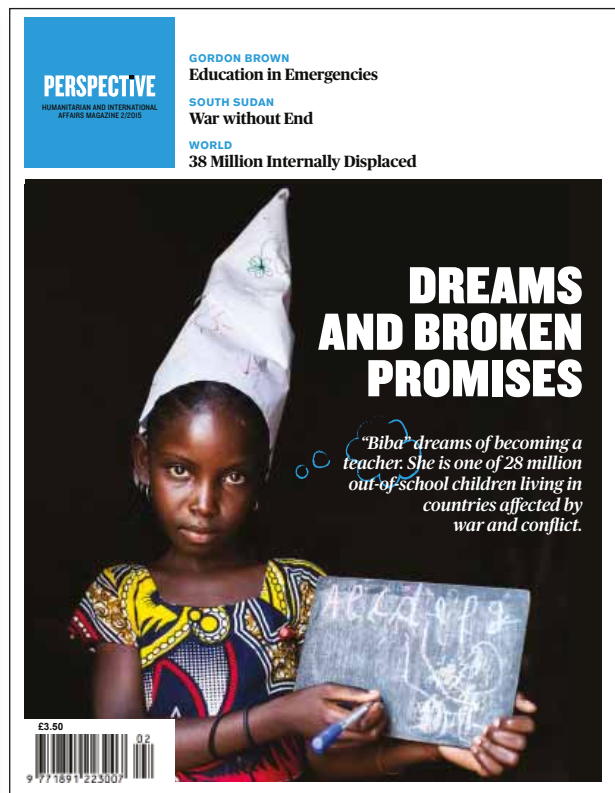 PERSPECTiVE
HUMANITARIAN AND INTERNATIONAL
AFFAIRS MAGAZINE 2/2015
GORDON BROWN
Education in Emergencies
SOUTH SUDAN
War without End
WORLD
38 Million Internally Displaced
DREAMS
AND BROKEN
PROMISES
“Biba” dreams of becoming a
teacher. She is one of 28 million
out-of-school children living in
countries affected by
war and conflict.
£3.50
02
9 771891 223007